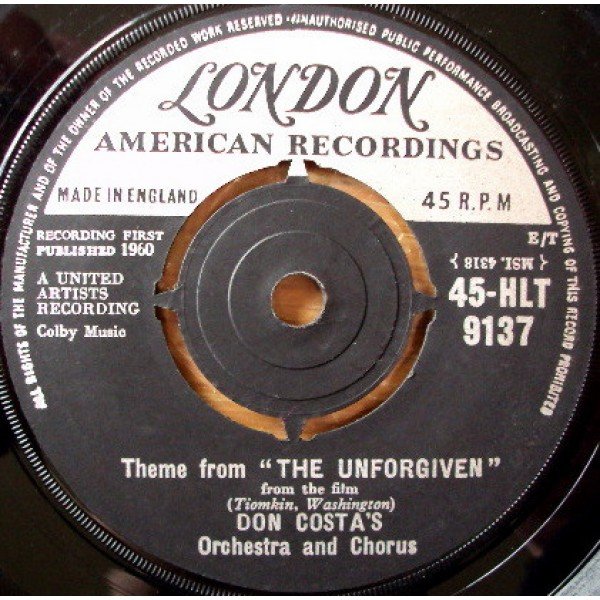 ALL RIGHTS OF THE MANUFACTURER AND OF THE OWNER OF THE RECORDED WORK RESERVED · UNAUTHORISED PUBLIC PERFORMANCE BROADCASTING AND COPYING OF THIS RECORD PROHIBITED
LONDON
AMERICAN RECORDINGS
MADE IN ENGLAND
45 R.P.M
RECORDING FIRST
PUBLISHED 1960
E/T
{ MSI. 4318 }
A UNITED
ARTISTS
RECORDING
Colby Music
45-HLT
9137
Theme from "THE UNFORGIVEN"
from the film
(Tiomkin, Washington)
DON COSTA'S
Orchestra and Chorus